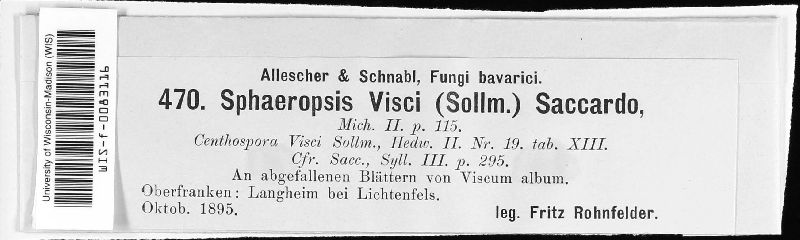 University of Wisconsin-Madison (WIS)
WIS-f-0083116
Allescher & Schnabl, Fungi bavarici.
470. Sphaeropsis Visci (Sollm.) Saccardo,
Mich. II. p. 115.
Centhospora Visci Sollm., Hedw. II. Nr. 19. tab. XIII.
Cfr. Sacc., Syll. III. p. 295.
An abgefallenen Blättern von Viscum album.
Oberfranken: Langheim bei Lichtenfels.
Oktob. 1895.
leg. Fritz Rohnfelder.